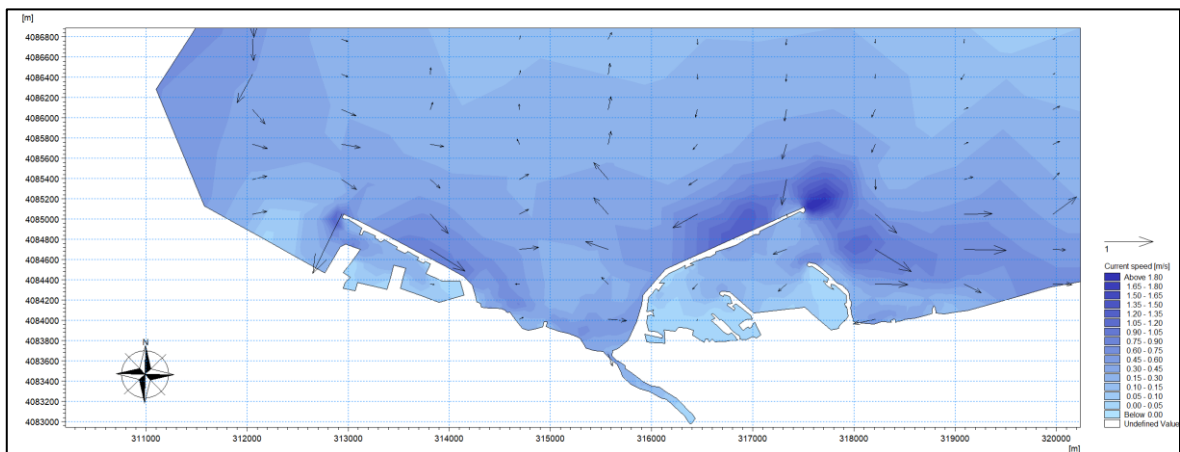 [m]
4086800
4086600
4086400
4086200
4086000
4085800
4085600
4085400
4085200
4085000
4084800
4084600
4084400
4084200
4084000
4083800
4083600
4083400
4083200
4083000
N
311000 312000 313000 314000 315000 316000 317000 318000 319000 320000
[m]
1
Current speed [m/s]
Above 1.80
1.65 - 1.80
1.50 - 1.65
1.35 - 1.50
1.20 - 1.35
1.05 - 1.20
0.90 - 1.05
0.75 - 0.90
0.60 - 0.75
0.45 - 0.60
0.30 - 0.45
0.15 - 0.30
0.10 - 0.15
0.05 - 0.10
0.00 - 0.05
Below 0.00
Undefined Value